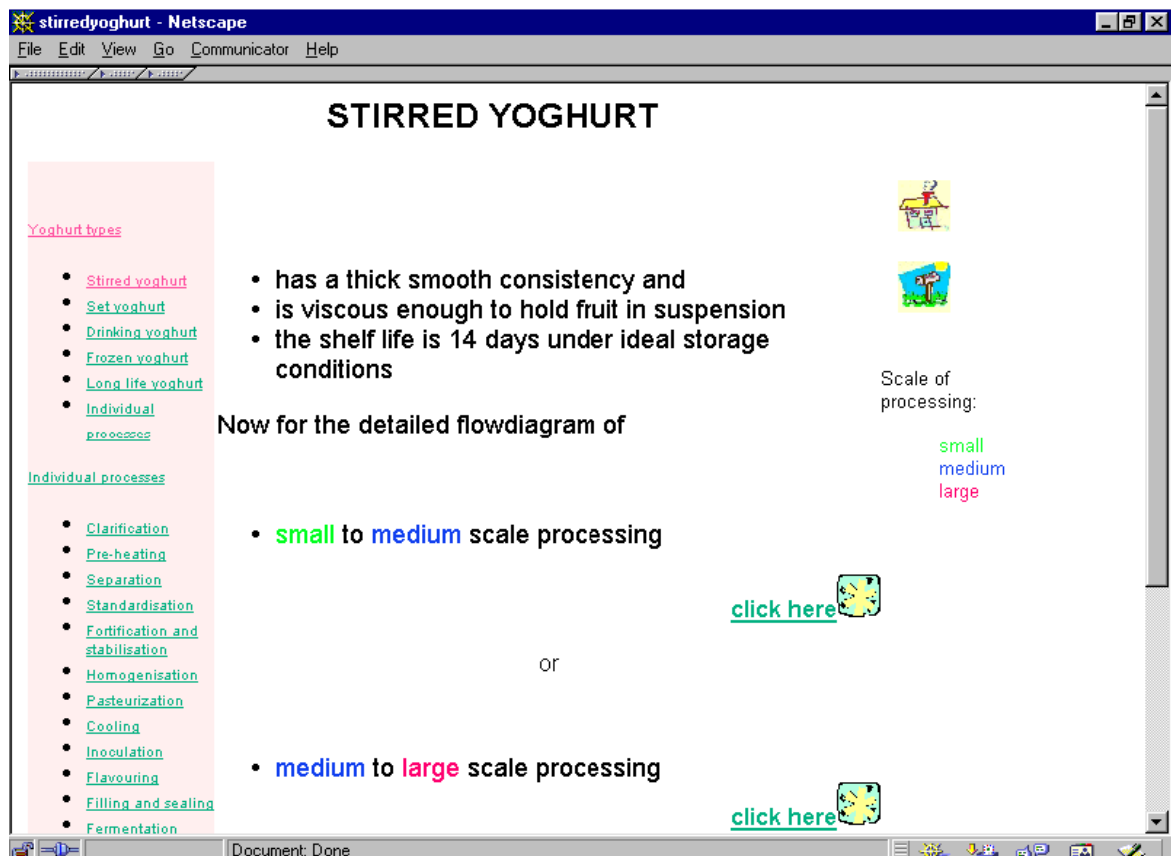 stirredyoghurt - Netscape
File Edit View Go Communicator Help
STIRRED YOGHURT
Yoghurt types
Stirred yoghurt
Set yoghurt
Drinking yoghurt
Frozen yoghurt
Long life yoghurt
Individual
processes
Individual processes
Clarification
Pre-heating
Separation
Standardisation
Fortification and
stabilisation
Homogenisation
Pasteurization
Cooling
Inoculation
Flavouring
Filling and sealing
Fermentation
• has a thick smooth consistency and
• is viscous enough to hold fruit in suspension
• the shelf life is 14 days under ideal storage
conditions
Now for the detailed flowdiagram of
• small to medium scale processing
click here
or
• medium to large scale processing
click here
Scale of
processing:
small
medium
large
Document: Done